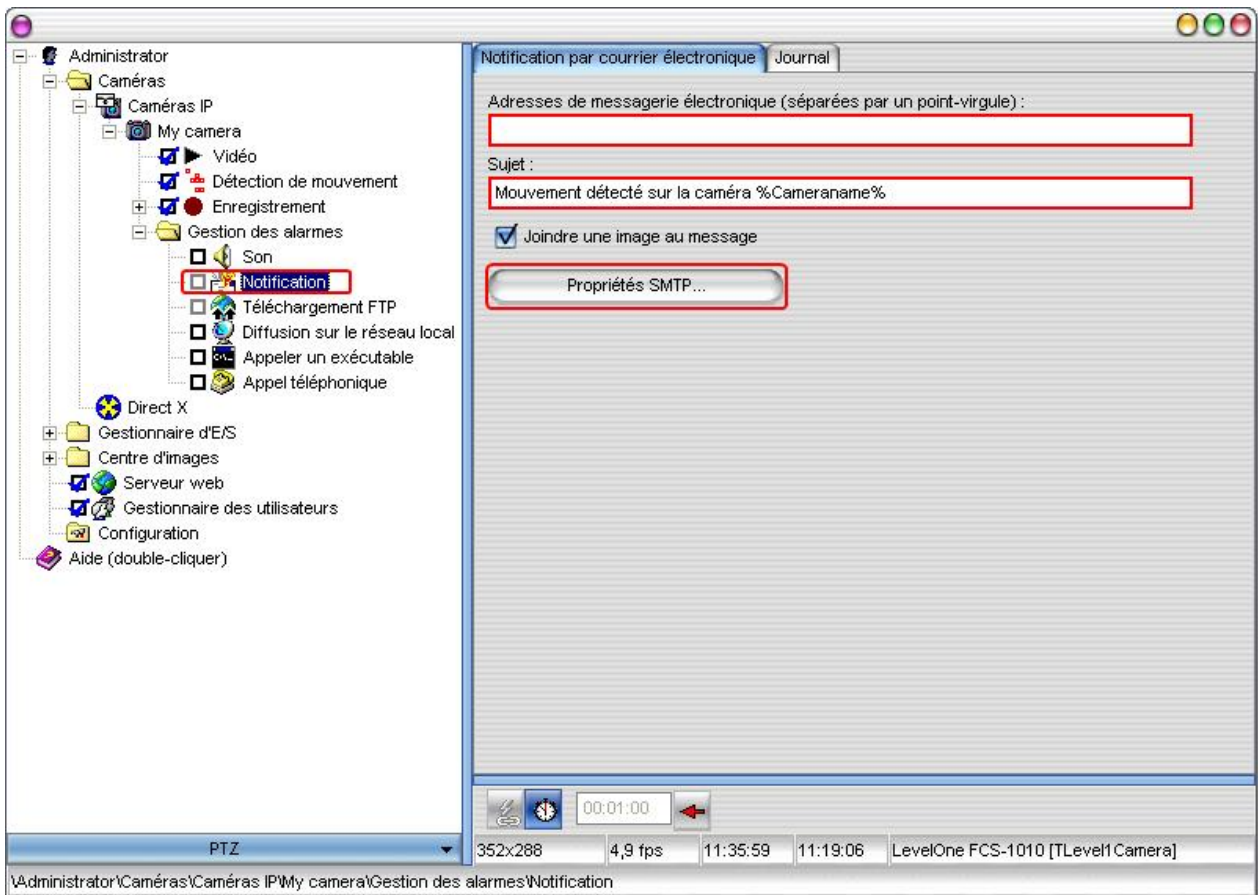 Administrator
Caméras
Caméras IP
My camera
Vidéo
Détection de mouvement
Enregistrement
Gestion des alarmes
Son
Notification
Téléchargement FTP
Diffusion sur le réseau local
Appeler un exécutable
Appel téléphonique
Direct X
Gestionnaire d'E/S
Centre d'images
Serveur web
Gestionnaire des utilisateurs
Configuration
Aide (double-cliquer)
PTZ
Notification par courrier électronique Journal
Adresses de messagerie électronique (séparées par un point-virgule) :
Sujet :
Mouvement détecté sur la caméra %Cameraname%
Joindre une image au message
Propriétés SMTP...
00:01:00
352x288 4,9 fps 11:35:59 11:19:06 LevelOne FCS-1010 [TLevel1Camera]
\Administrator\Caméras\Caméras IP\My camera\Gestion des alarmes\Notification